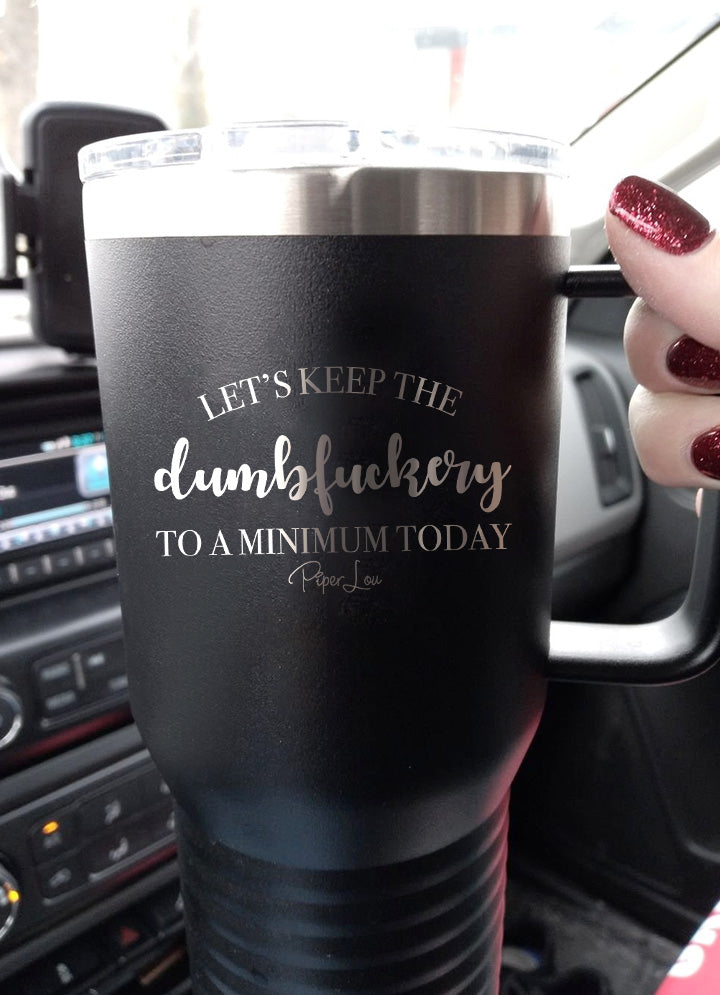 LET'S KEEP THE
dumbfuckery
TO A MINIMUM TODAY
Piper Lou